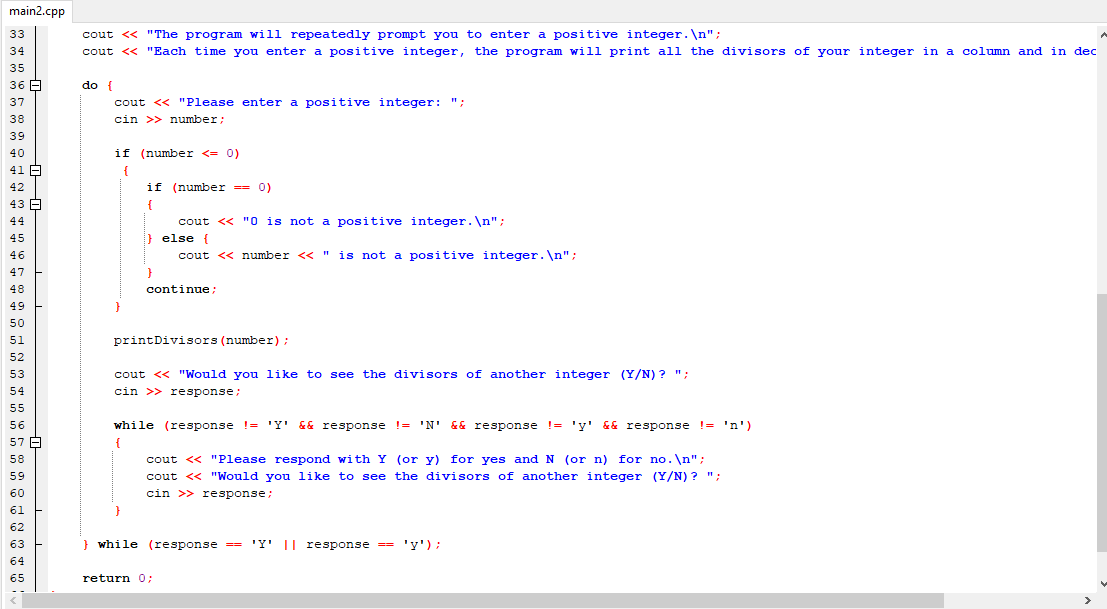 main2.cpp
33 cout << "The program will repeatedly prompt you to enter a positive integer.\n";
34 cout << "Each time you enter a positive integer, the program will print all the divisors of your integer in a column and in dec
35
36 do {
37 cout << "Please enter a positive integer: ";
38 cin >> number;
39
40 if (number <= 0)
41 {
42 if (number == 0)
43 {
44 cout << "0 is not a positive integer.\n";
45 } else {
46 cout << number << " is not a positive integer.\n";
47 }
48 continue;
49 }
50
51 printDivisors(number);
52
53 cout << "Would you like to see the divisors of another integer (Y/N)? ";
54 cin >> response;
55
56 while (response != 'Y' && response != 'N' && response != 'y' && response != 'n')
57 {
58 cout << "Please respond with Y (or y) for yes and N (or n) for no.\n";
59 cout << "Would you like to see the divisors of another integer (Y/N)? ";
60 cin >> response;
61 }
62
63 } while (response == 'Y' || response == 'y');
64
65 return 0;